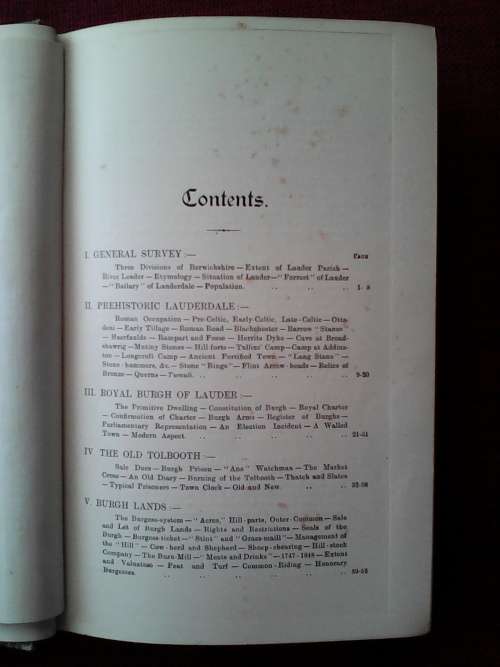 Contents.
I. GENERAL SURVEY:— PAGE
Three Divisions of Berwickshire — Extent of Lauder Parish —
River Leader — Etymology — Situation of Lauder — "Forrest" of Lauder
— "Bailary" of Lauderdale — Population. .. .. .. 1-8
II. PREHISTORIC LAUDERDALE:—
Roman Occupation — Pre-Celtic, Early-Celtic, Late-Celtic — Otta-
deni — Early Tillage — Roman Road — Blackchester — Barrow "Stanes"
— Haerfaulds — Rampart and Fosse — Herrits Dyke — Cave at Broad-
shawrig — Muting Stones — Hill forts — Tullius' Camp — Camp at Addins-
ton — Longcroft Camp — Ancient Fortified Town — "Lang Stane" —
Stone-hammers, &c. — Stone "Rings" — Flint Arrow-heads — Relics of
Bronze — Querns — Tumuli. .. .. .. .. 9-20
III. ROYAL BURGH OF LAUDER:—
The Primitive Dwelling — Constitution of Burgh — Royal Charter
— Confirmation of Charter — Burgh Arms — Register of Burghs —
Parliamentary Representation — An Election Incident — A Walled
Town — Modern Aspect. .. .. .. .. .. 21-31
IV THE OLD TOLBOOTH:—
Sale Dues — Burgh Prison — "Ane" Watchman — The Market
Cross — An Old Diary — Burning of the Tolbooth — Thatch and Slates
— Typical Prisoners — Town Clock — Old and New. .. ..
V. BURGH LANDS:—
The Burgess-system — "Acres," Hill-parts, Outer-Common — Sale
and Let of Burgh Lands — Rights and Restrictions — Seals of the
Burgh — Burgess-ticket — "Stint" and "Grass-maill" — Management of
the "Hill" — Cow-herd and Shepherd — Sheep-shearing — Hill-stock
Company — The Burn-Mill — "Meate and Drinks" — 1747-1848 — Extent
and Valuation — Peat and Turf — Common-Riding — Honorary
Burgesses. .. .. .. .. .. ..